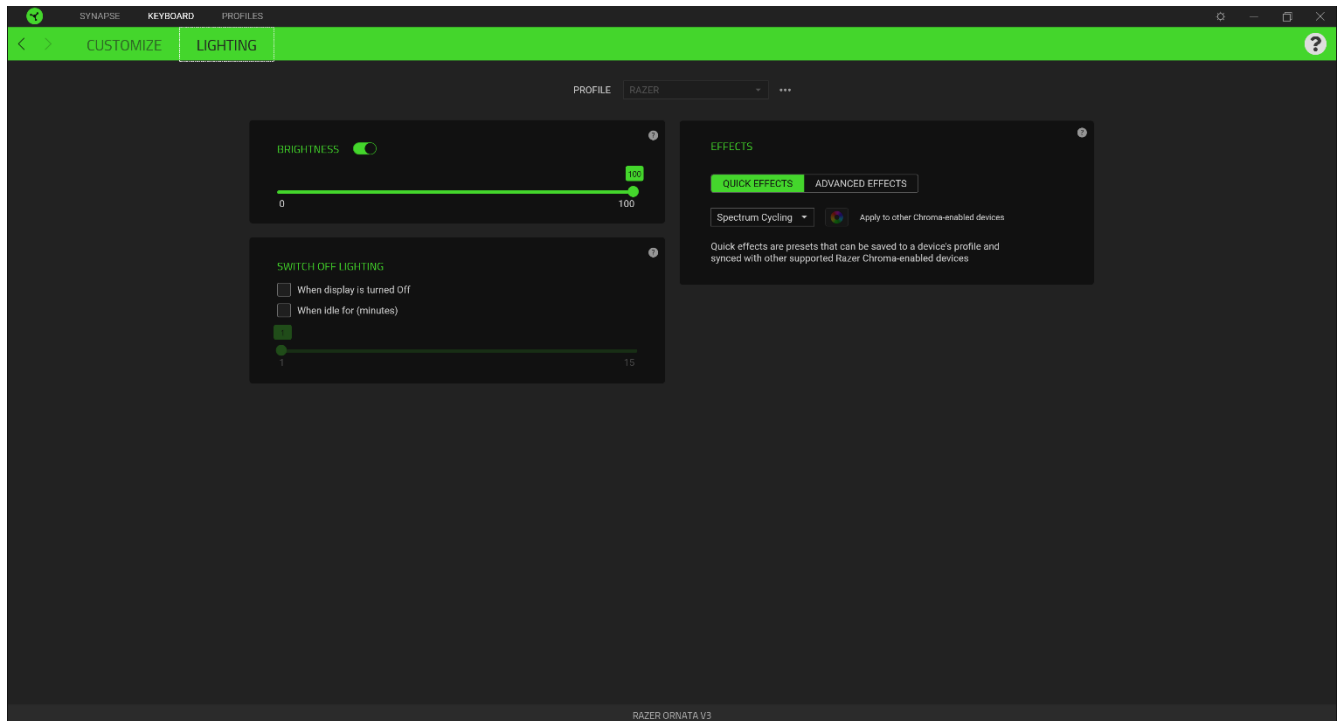 SYNAPSE KEYBOARD PROFILES
CUSTOMIZE LIGHTING ?
PROFILE RAZER
BRIGHTNESS ?
100
0 100
SWITCH OFF LIGHTING ?
When display is turned Off
When idle for (minutes)
1
1 15
EFFECTS ?
QUICK EFFECTS ADVANCED EFFECTS
Spectrum Cycling Apply to other Chroma-enabled devices
Quick effects are presets that can be saved to a device's profile and
synced with other supported Razer Chroma-enabled devices
RAZER ORNATA V3